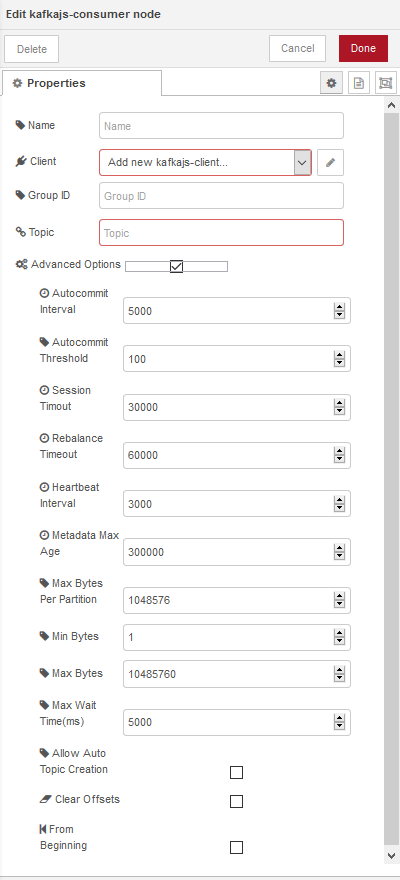 Edit kafkajs-consumer node
Delete
Cancel
Done
Properties
Name
Name
Client
Add new kafkajs-client...
Group ID
Group ID
Topic
Topic
Advanced Options
Autocommit
Interval
5000
Autocommit
Threshold
100
Session
Timout
30000
Rebalance
Timeout
60000
Heartbeat
Interval
3000
Metadata Max
Age
300000
Max Bytes
Per Partition
1048576
Min Bytes
1
Max Bytes
10485760
Max Wait
Time(ms)
5000
Allow Auto
Topic Creation
Clear Offsets
From
Beginning